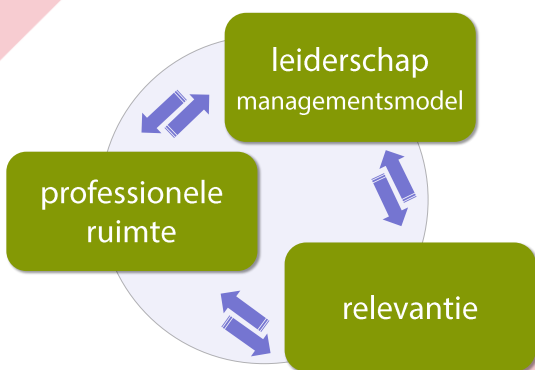 leiderschap
managementsmodel
professionele
ruimte
relevantie